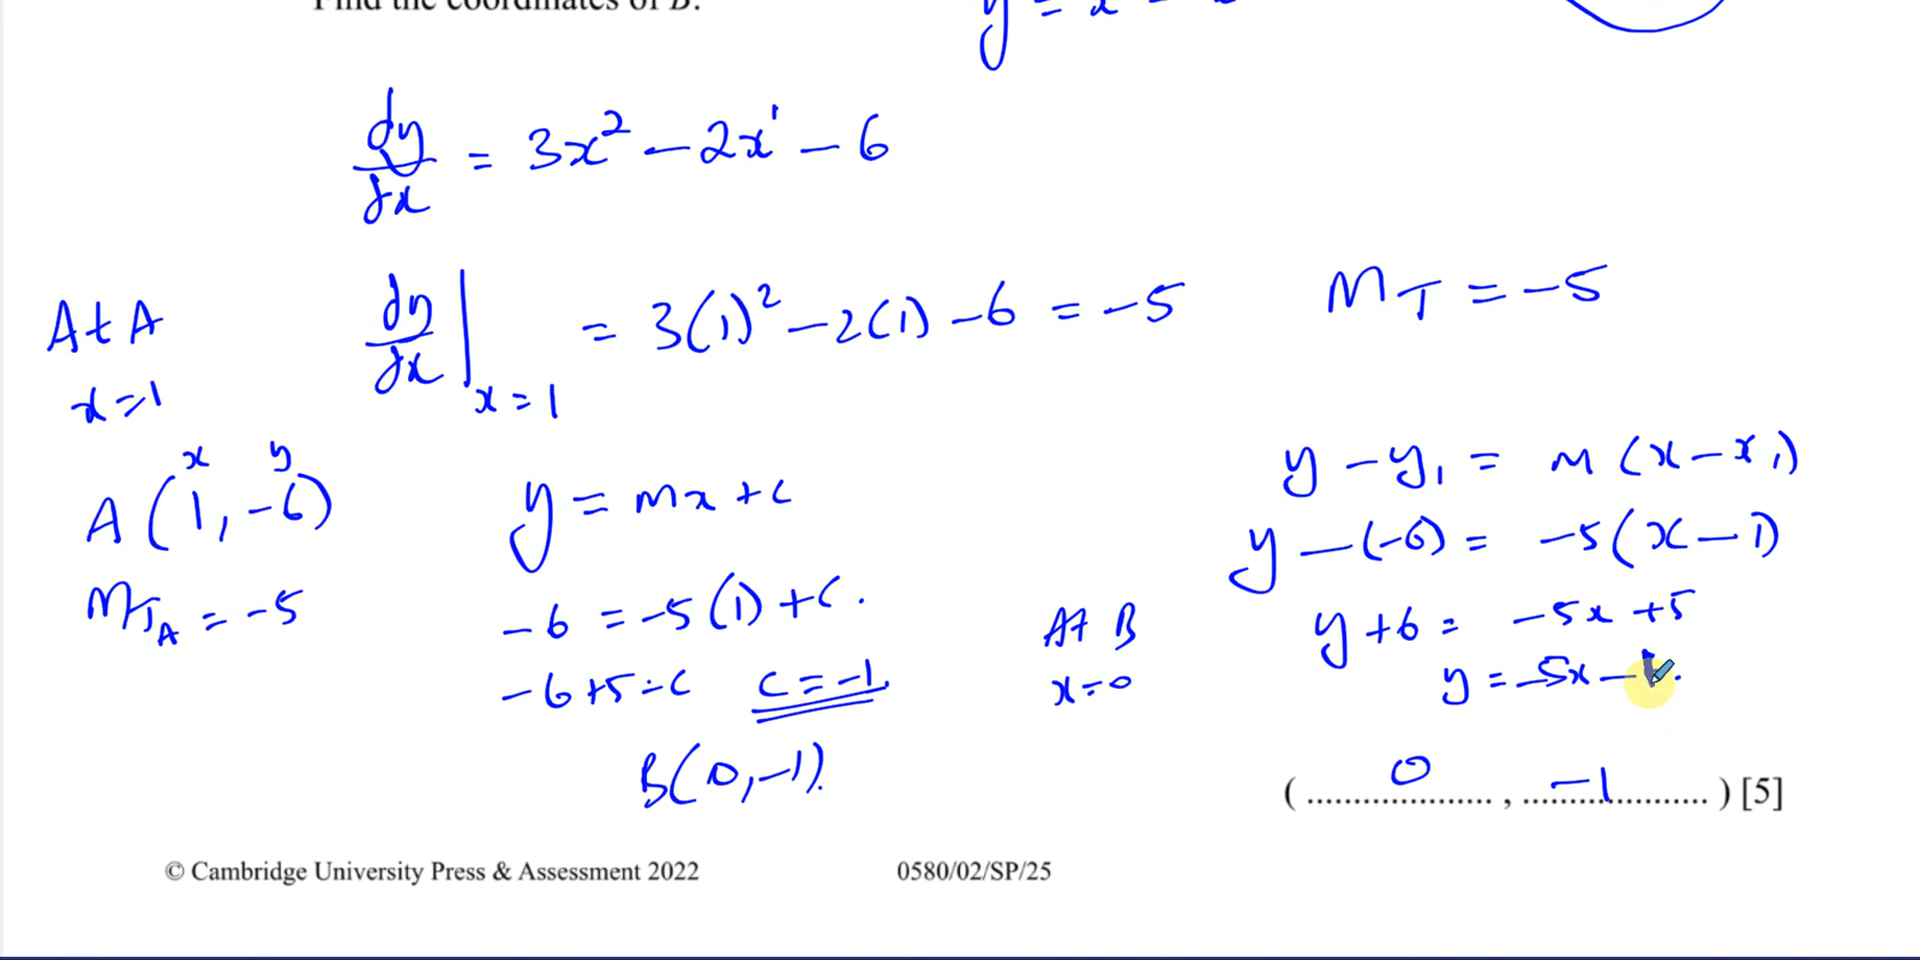 Find the coordinates of B.
y = x -
dy/dx = 3x² - 2x¹ - 6
At A
x=1
dy/dx | x=1 = 3(1)² - 2(1) - 6 = -5
M_T = -5
x y
A(1, -6)
M_T_A = -5
y = mx + c
-6 = -5(1) + c.
-6+5=c c=-1
B(0,-1).
At B
x=0
y - y₁ = m(x - x₁)
y - (-6) = -5(x - 1)
y + 6 = -5x + 5
y = -5x -
( 0 , -1 ) [5]
© Cambridge University Press & Assessment 2022 0580/02/SP/25